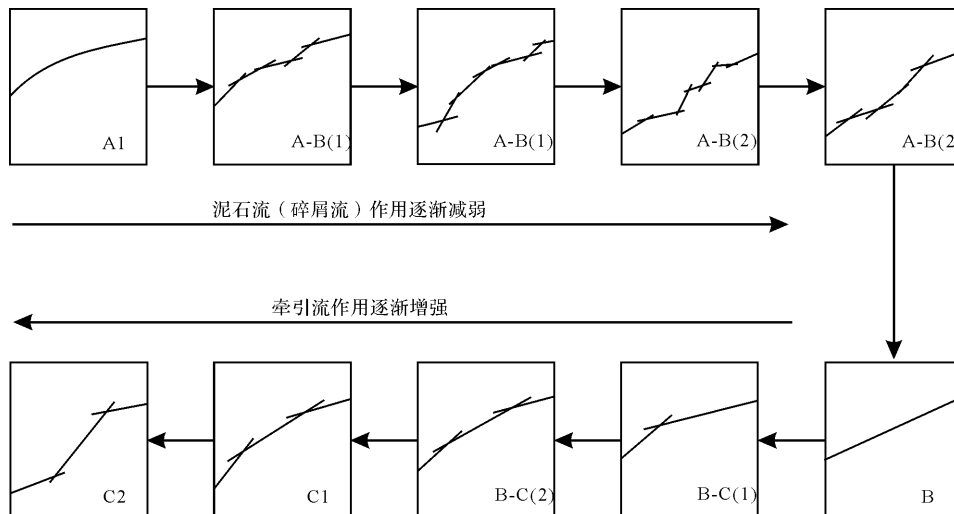 A1
A-B(1)
A-B(1)
A-B(2)
A-B(2
泥石流（碎屑流）作用逐渐减弱
牵引流作用逐渐增强
C2
C1
B-C(2)
B-C(1)
B